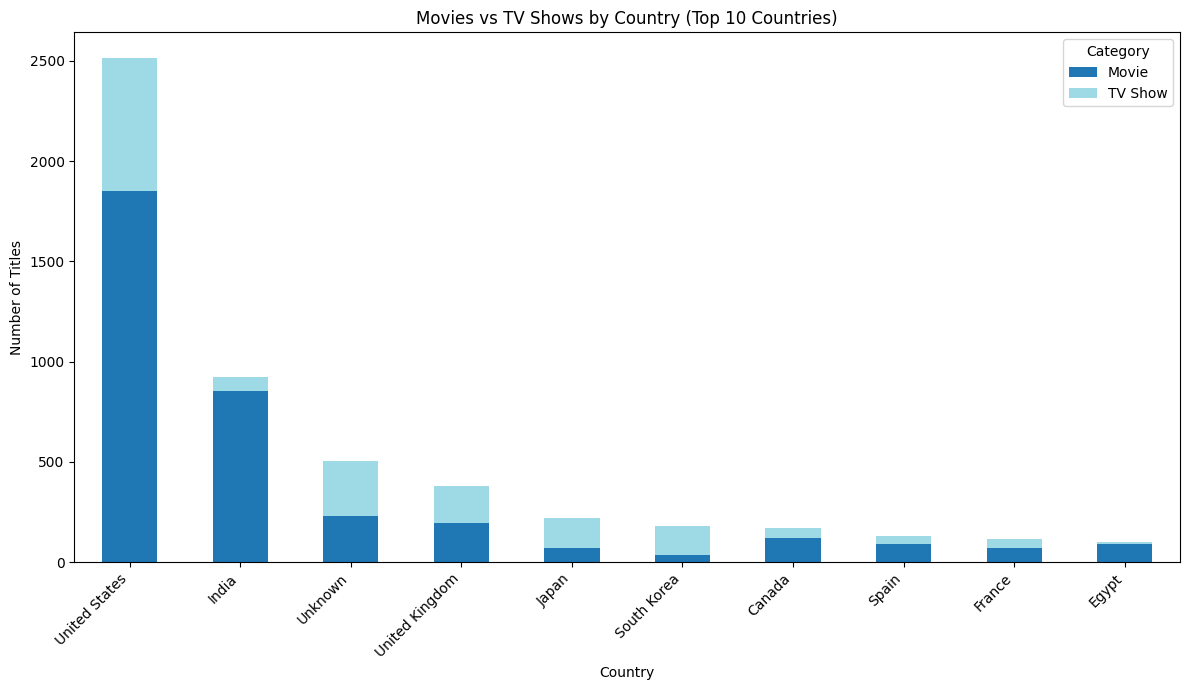 Movies vs TV Shows by Country (Top 10 Countries)
Category
Movie
TV Show
Number of Titles
2500
2000
1500
1000
500
0
United States
India
Unknown
United Kingdom
Japan
South Korea
Canada
Spain
France
Egypt
Country